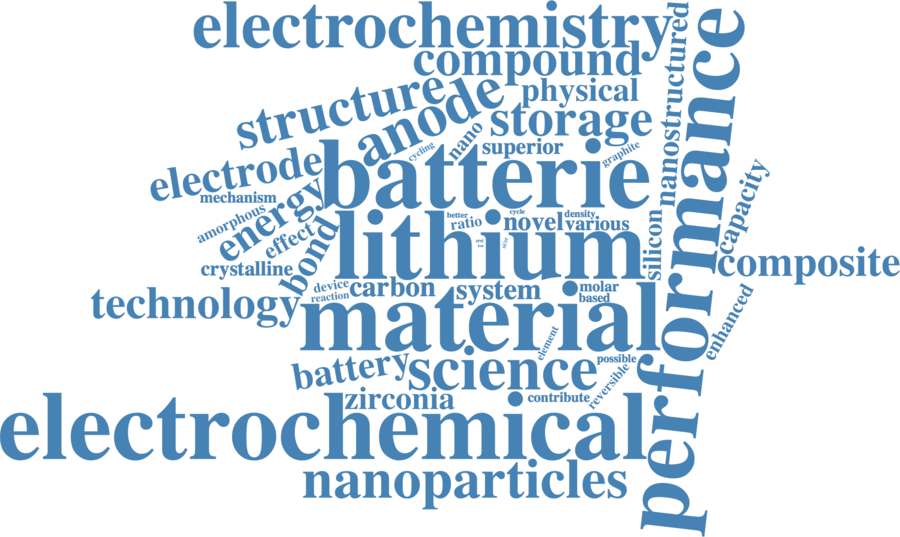 electrochemistry
compound
nanostructured
performance
physical
structure
anode
storage
nano
superior
cycling
graphite
electrode
batterie
mechanism
energy
amorphous
effect
bond
crystalline
better
ratio
cycle
novel
density
various
lithium
size
silicon
capacity
composite
technology
device
reaction
carbon
system
molar
based
material
enhanced
element
battery
science
possible
reversible
zirconia
contribute
electrochemical
nanoparticles